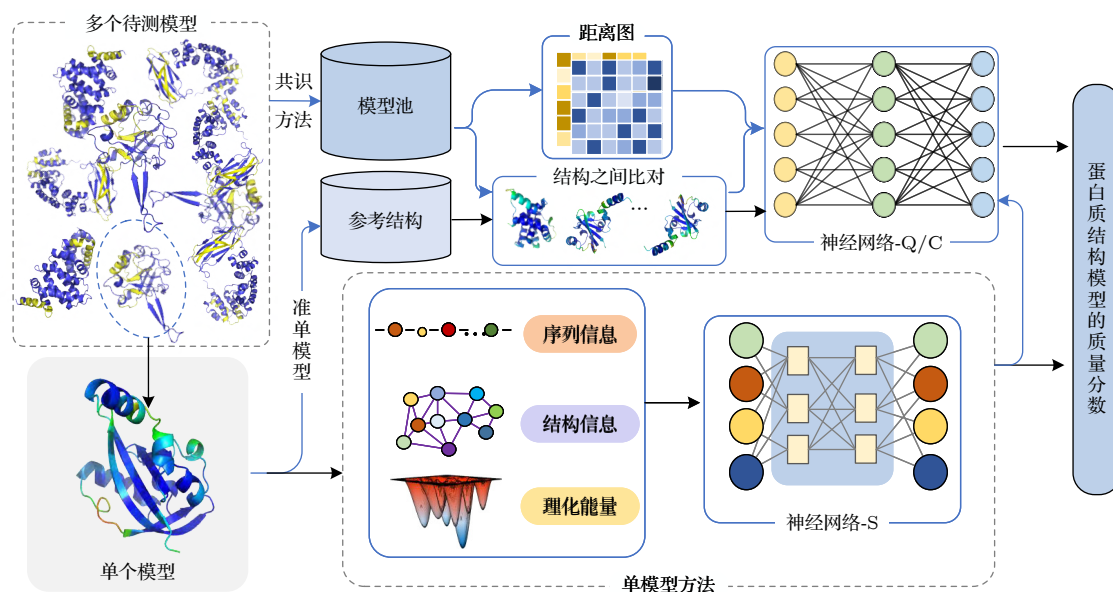 多个待测模型
共识
方法
模型池
参考结构
距离图
结构之间比对
...
神经网络-Q/C
准单模型
单个模型
序列信息
结构信息
理化能量
神经网络-S
单模型方法
蛋白质结构模型的质量分数